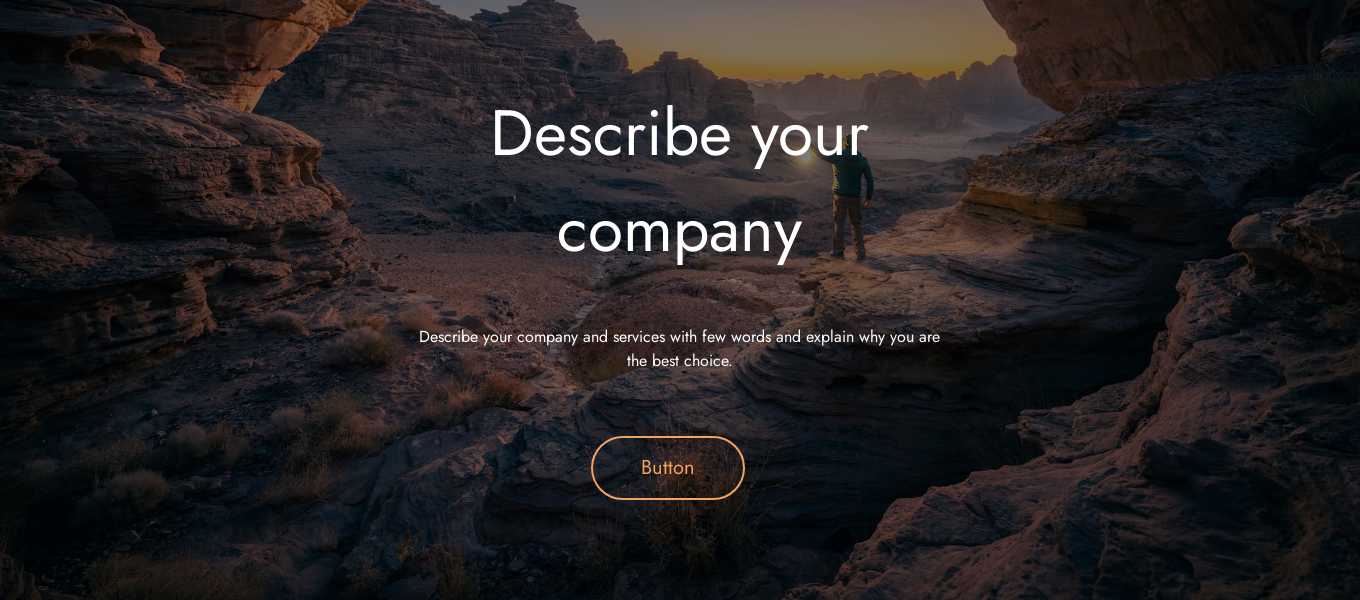 Describe your
company
Describe your company and services with few words and explain why you are
the best choice.
Button